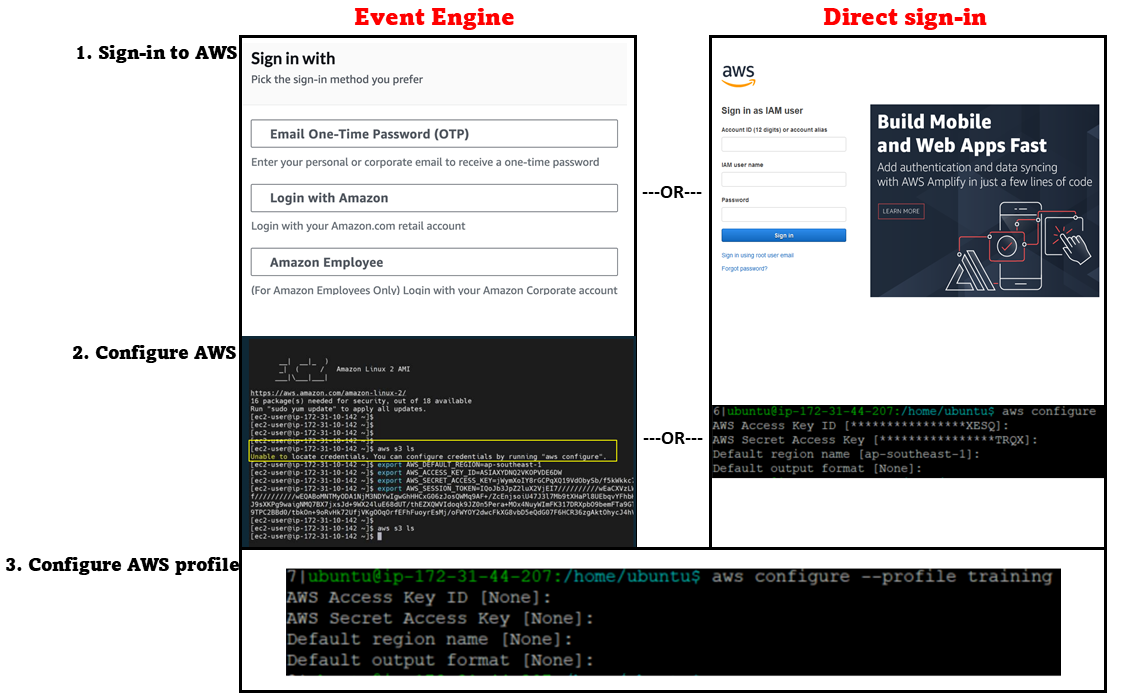 Event Engine
Direct sign-in
1. Sign-in to AWS
Sign in with
Pick the sign-in method you prefer
Email One-Time Password (OTP)
Enter your personal or corporate email to receive a one-time password
Login with Amazon
Login with your Amazon.com retail account
Amazon Employee
(For Amazon Employees Only) Login with your Amazon Corporate account
---OR---
aws
Sign in as IAM user
Account ID (12 digits) or account alias
IAM user name
Password
Sign in
Sign in using root user email
Forgot password?
Build Mobile
and Web Apps Fast
Add authentication and data syncing
with AWS Amplify in just a few lines of code
LEARN MORE
2. Configure AWS
Amazon Linux 2 AMI
https://aws.amazon.com/amazon-linux-2/
16 package(s) needed for security, out of 18 available
Run "sudo yum update" to apply all updates.
[ec2-user@ip-172-31-10-142 ~]$
[ec2-user@ip-172-31-10-142 ~]$
[ec2-user@ip-172-31-10-142 ~]$
[ec2-user@ip-172-31-10-142 ~]$
[ec2-user@ip-172-31-10-142 ~]$ aws s3 ls
Unable to locate credentials. You can configure credentials by running "aws configure".
[ec2-user@ip-172-31-10-142 ~]$ export AWS_DEFAULT_REGION=ap-southeast-1
[ec2-user@ip-172-31-10-142 ~]$ export AWS_ACCESS_KEY_ID=
[ec2-user@ip-172-31-10-142 ~]$ export AWS_SECRET_ACCESS_KEY=
[ec2-user@ip-172-31-10-142 ~]$ export AWS_SESSION_TOKEN=
[ec2-user@ip-172-31-10-142 ~]$
[ec2-user@ip-172-31-10-142 ~]$ aws s3 ls
[ec2-user@ip-172-31-10-142 ~]$
---OR---
6|ubuntu@ip-172-31-44-207:/home/ubuntu$ aws configure
AWS Access Key ID [****************XESQ]:
AWS Secret Access Key [****************TRQX]:
Default region name [ap-southeast-1]:
Default output format [None]:
3. Configure AWS profile
7|ubuntu@ip-172-31-44-207:/home/ubuntu$ aws configure --profile training
AWS Access Key ID [None]:
AWS Secret Access Key [None]:
Default region name [None]:
Default output format [None]: